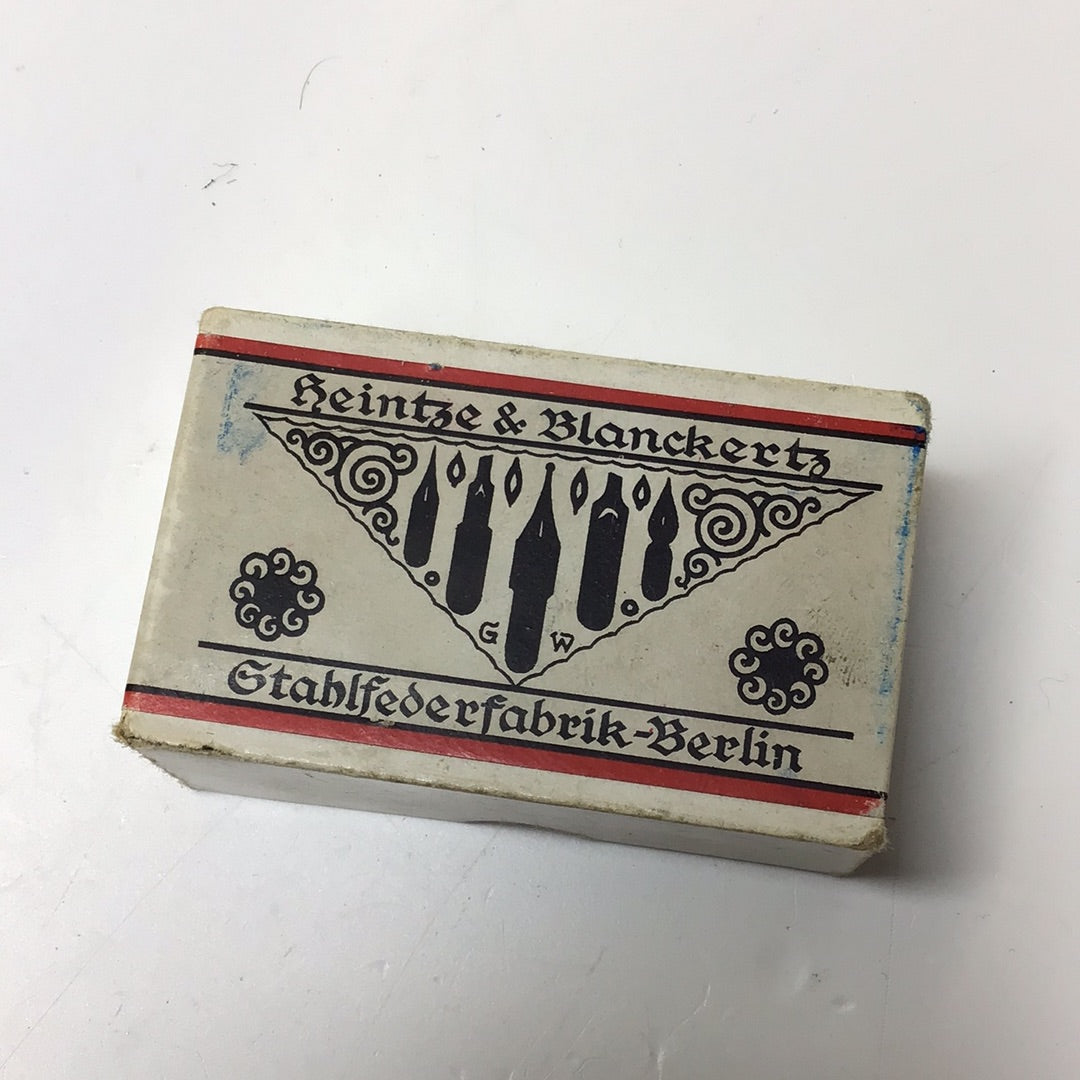 Heintze & Blanckertz
G W
Stahlfederfabrik-Berlin